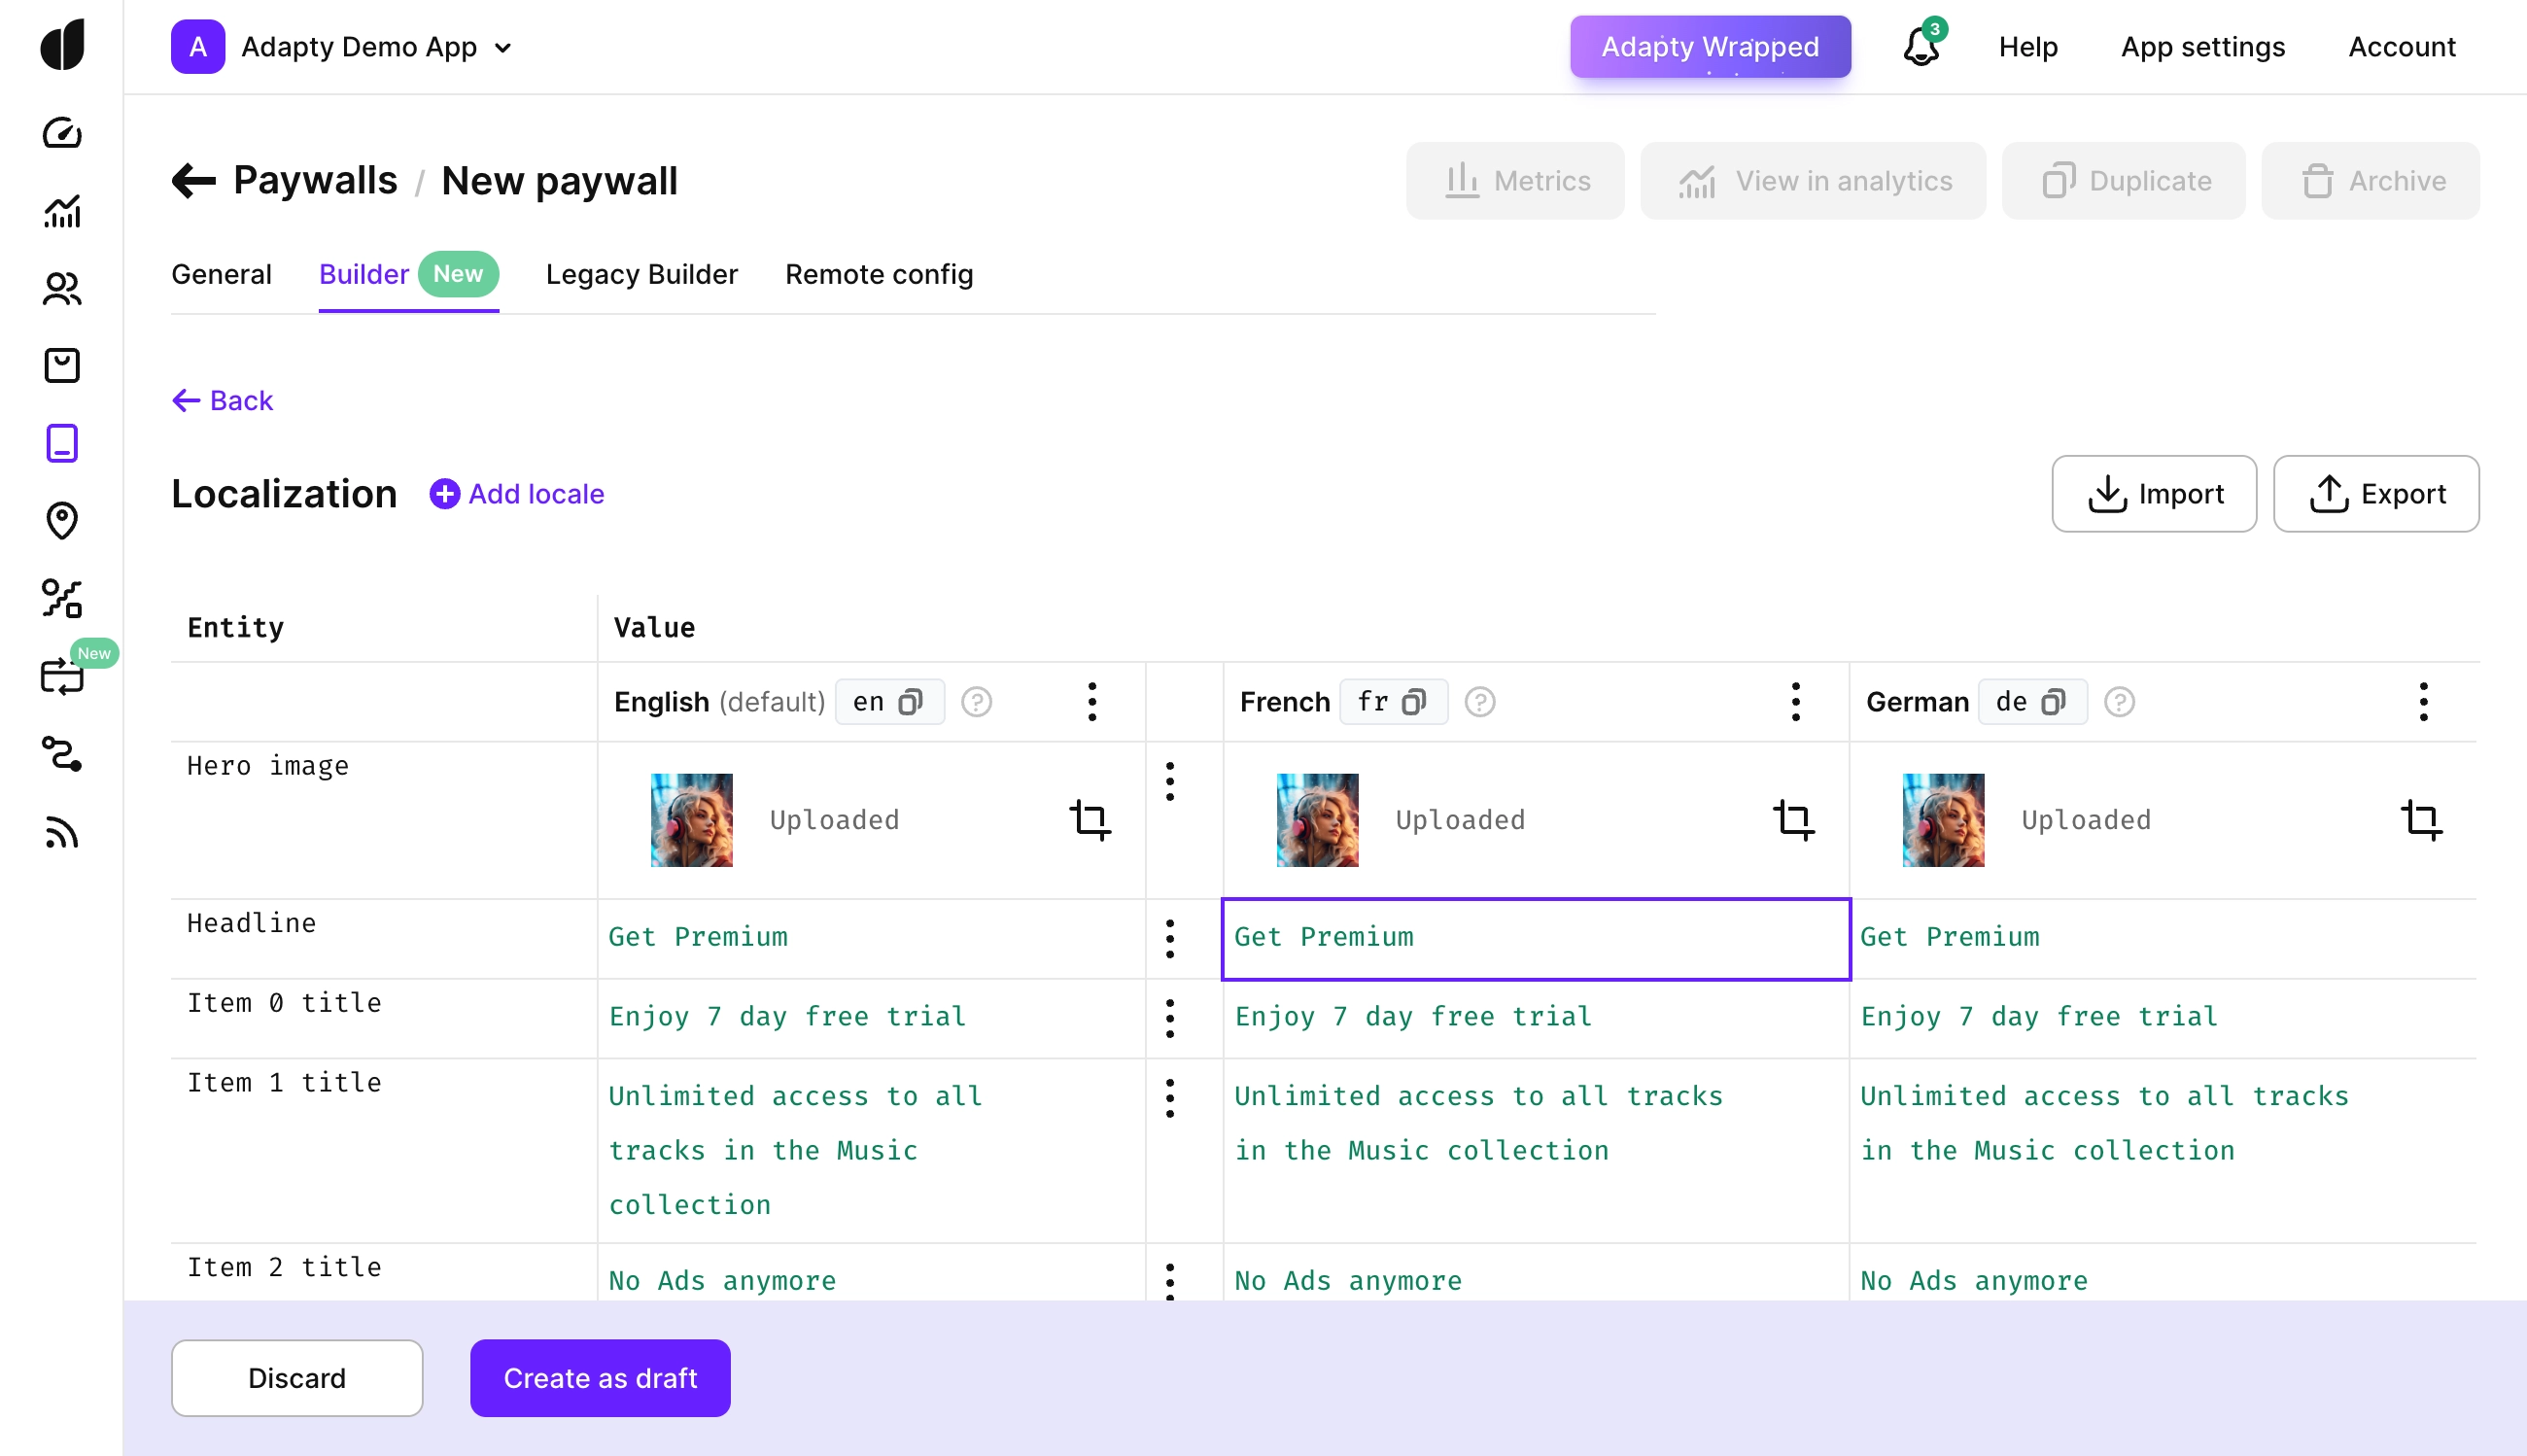 A Adapty Demo App Adapty Wrapped 3 Help App settings Account
Paywalls / New paywall Metrics View in analytics Duplicate Archive
General Builder New Legacy Builder Remote config
Back
Localization Add locale Import Export
Entity Value
New
English (default) en ? French fr ? German de ?
Hero image Uploaded Uploaded Uploaded
Headline Get Premium Get Premium Get Premium
Item 0 title Enjoy 7 day free trial Enjoy 7 day free trial Enjoy 7 day free trial
Item 1 title Unlimited access to all Unlimited access to all tracks Unlimited access to all tracks
tracks in the Music in the Music collection in the Music collection
collection
Item 2 title No Ads anymore No Ads anymore No Ads anymore
Discard Create as draft